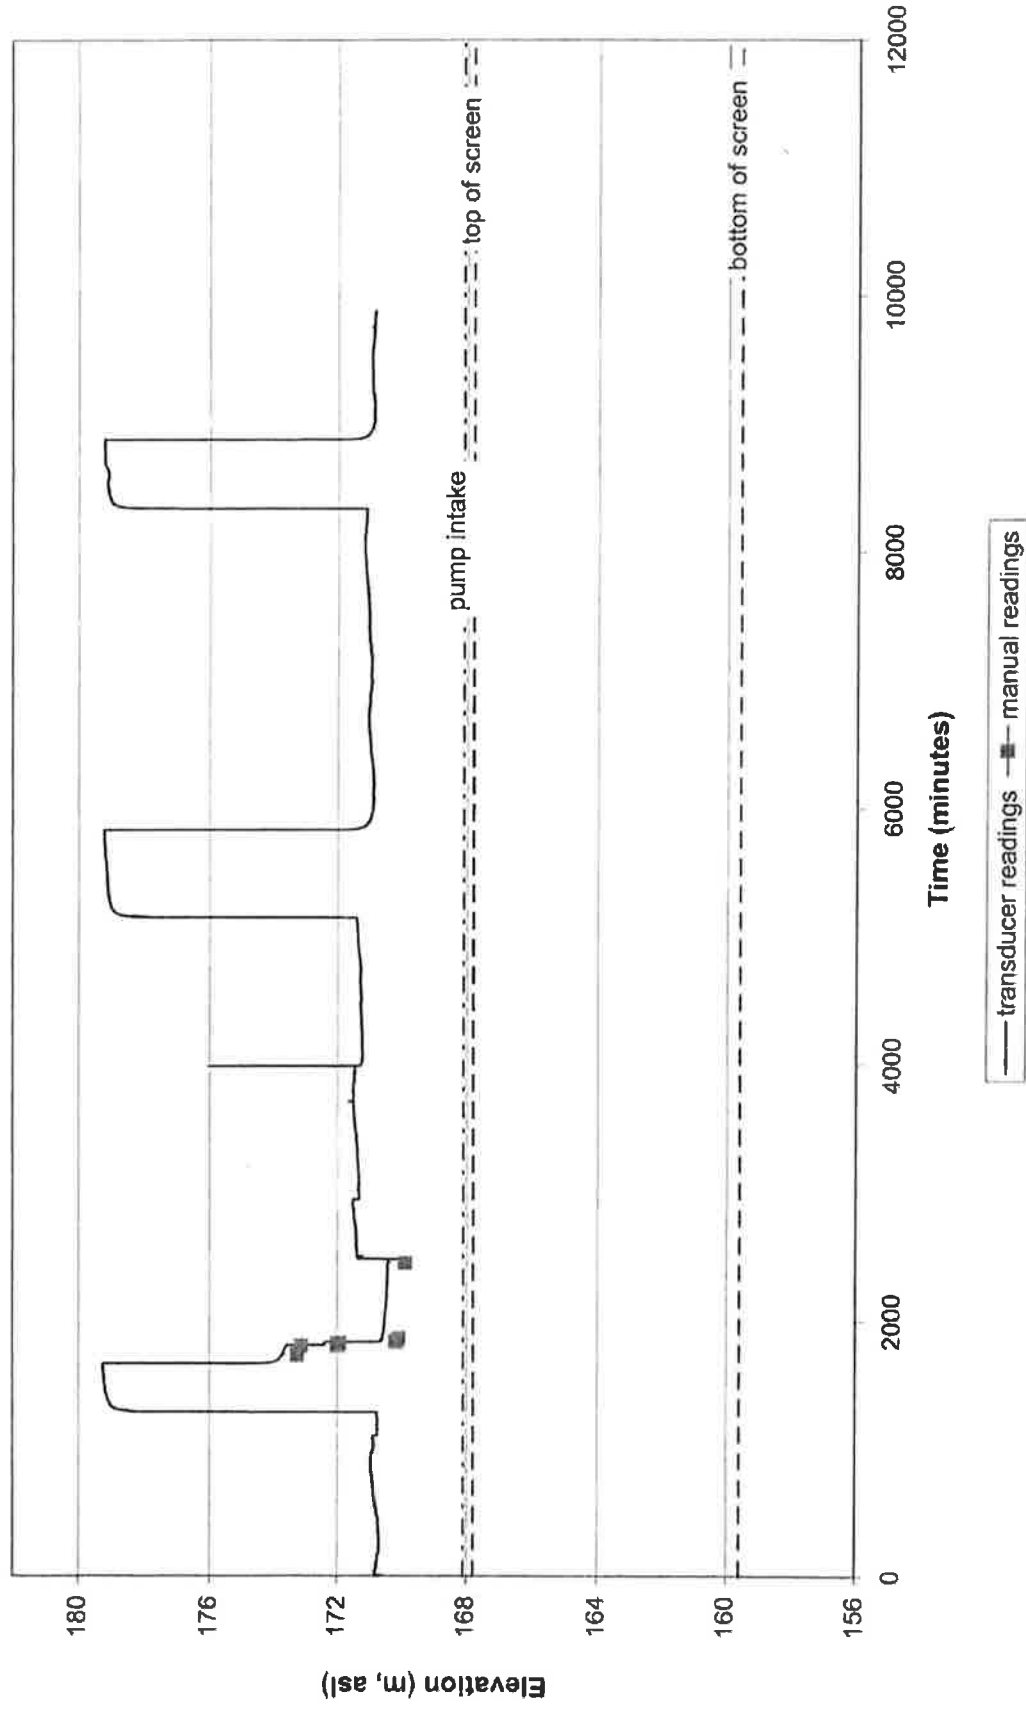 Elevation (m, asl)
180
176
172
168
164
160
156
pump intake
top of screen
bottom of screen
0
2000
4000
6000
8000
10000
12000
Time (minutes)
transducer readings
manual readings